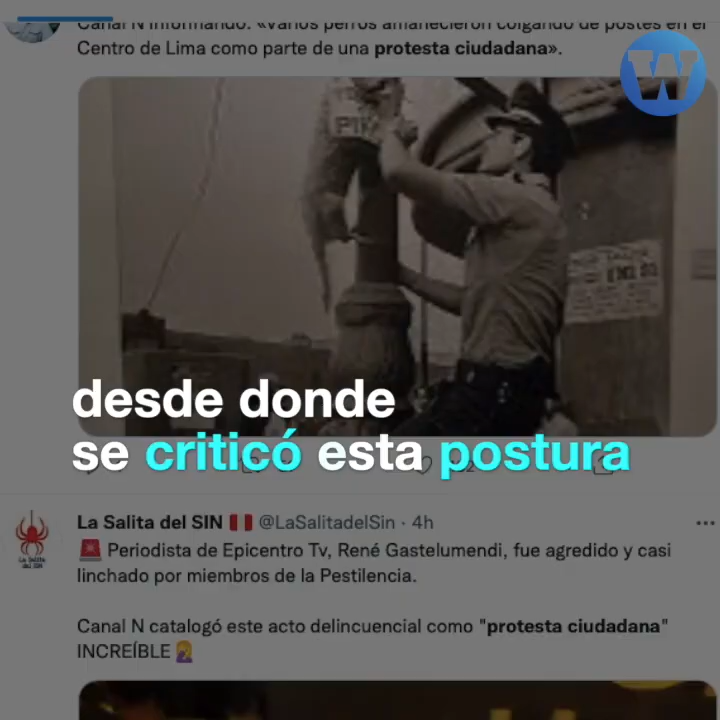 Canal N informando: «Varios perros amanecieron colgando de postes en el
Centro de Lima como parte de una protesta ciudadana».
W
desde donde
se criticó esta postura
La Salita del SIN 🇵🇪 @LaSalitadelSin · 4h
🚨 Periodista de Epicentro Tv, René Gastelumendi, fue agredido y casi
linchado por miembros de la Pestilencia.
Canal N catalogó este acto delincuencial como "protesta ciudadana"
INCREÍBLE 🤦‍♀️